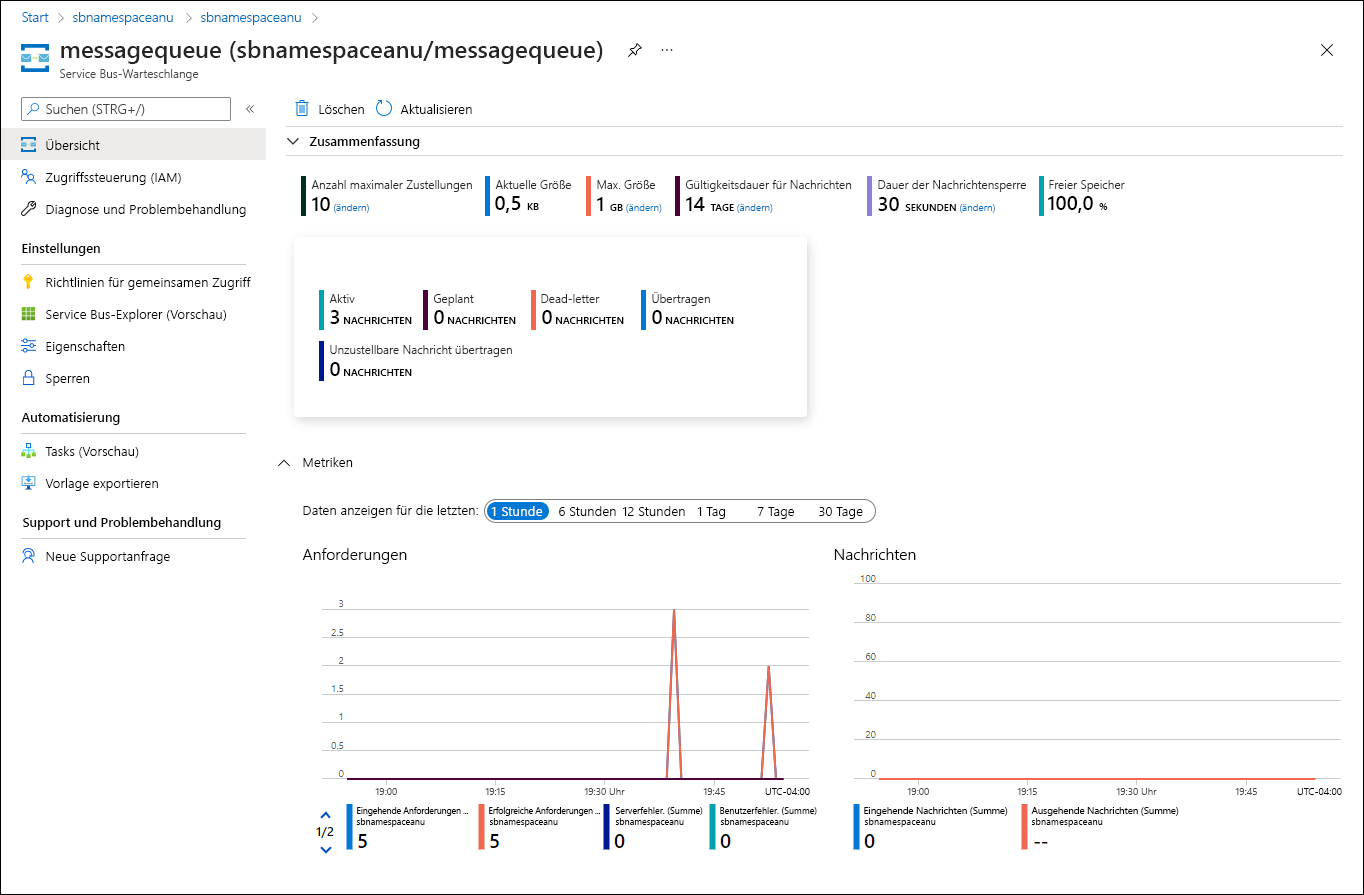 Start > sbnamespaceanu > sbnamespaceanu >
messagequeue (sbnamespaceanu/messagequeue) ...
Service Bus-Warteschlange
Suchen (STRG+/) «
Löschen Aktualisieren
Übersicht
Zugriffssteuerung (IAM)
Diagnose und Problembehandlung
Einstellungen
Richtlinien für gemeinsamen Zugriff
Service Bus-Explorer (Vorschau)
Eigenschaften
Sperren
Automatisierung
Tasks (Vorschau)
Vorlage exportieren
Support und Problembehandlung
Neue Supportanfrage
Zusammenfassung
Anzahl maximaler Zustellungen
10 (ändern)
Aktuelle Größe
0,5 KB
Max. Größe
1 GB (ändern)
Gültigkeitsdauer für Nachrichten
14 TAGE (ändern)
Dauer der Nachrichtensperre
30 SEKUNDEN (ändern)
Freier Speicher
100,0 %
Aktiv
3 NACHRICHTEN
Geplant
0 NACHRICHTEN
Dead-letter
0 NACHRICHTEN
Übertragen
0 NACHRICHTEN
Unzustellbare Nachricht übertragen
0 NACHRICHTEN
Metriken
Daten anzeigen für die letzten: 1 Stunde 6 Stunden 12 Stunden 1 Tag 7 Tage 30 Tage
Anforderungen
3
2.5
2
1.5
1
0.5
0
19:00 19:15 19:30 Uhr 19:45 UTC-04:00
1/2
Eingehende Anforderungen ...
sbnamespaceanu
5
Erfolgreiche Anforderungen ...
sbnamespaceanu
5
Serverfehler. (Summe)
sbnamespaceanu
0
Benutzerfehler. (Summe)
sbnamespaceanu
0
Nachrichten
100
80
60
40
20
0
19:00 19:15 19:30 Uhr 19:45 UTC-04:00
Eingehende Nachrichten (Summe)
sbnamespaceanu
0
Ausgehende Nachrichten (Summe)
sbnamespaceanu
--